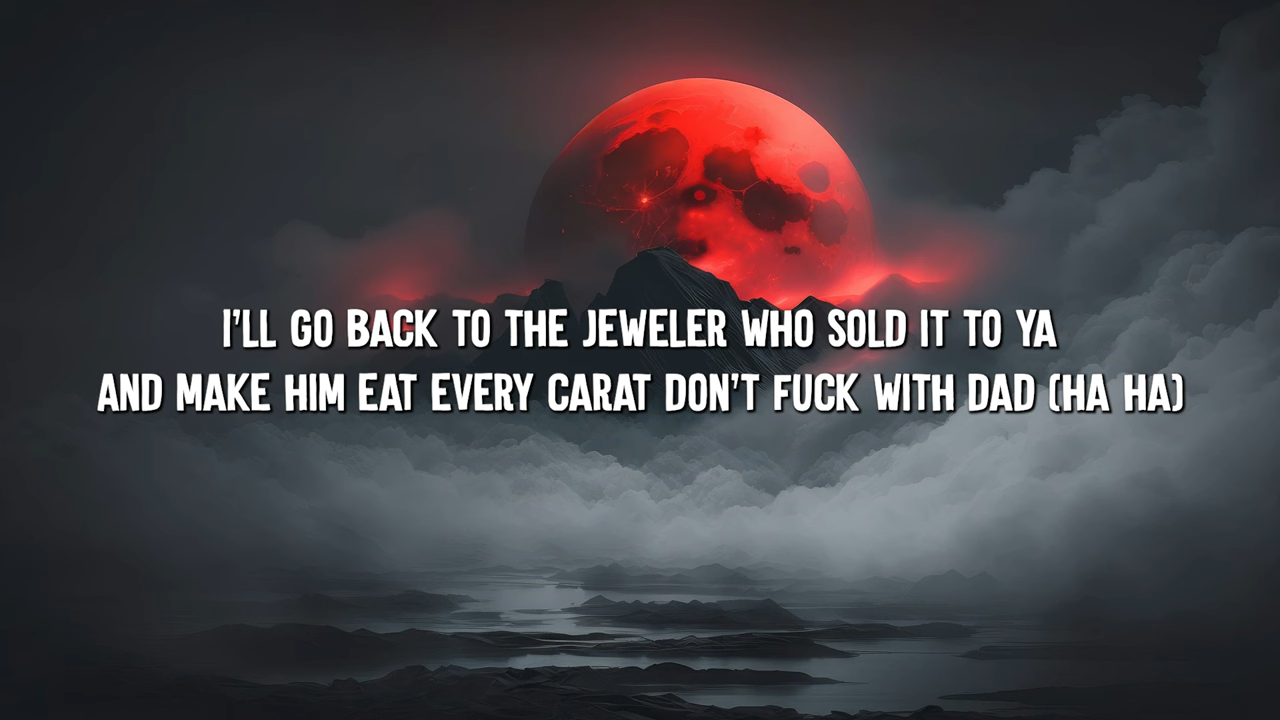 I'LL GO BACK TO THE JEWELER WHO SOLD IT TO YA
AND MAKE HIM EAT EVERY CARAT DON'T FUCK WITH DAD (HA HA)